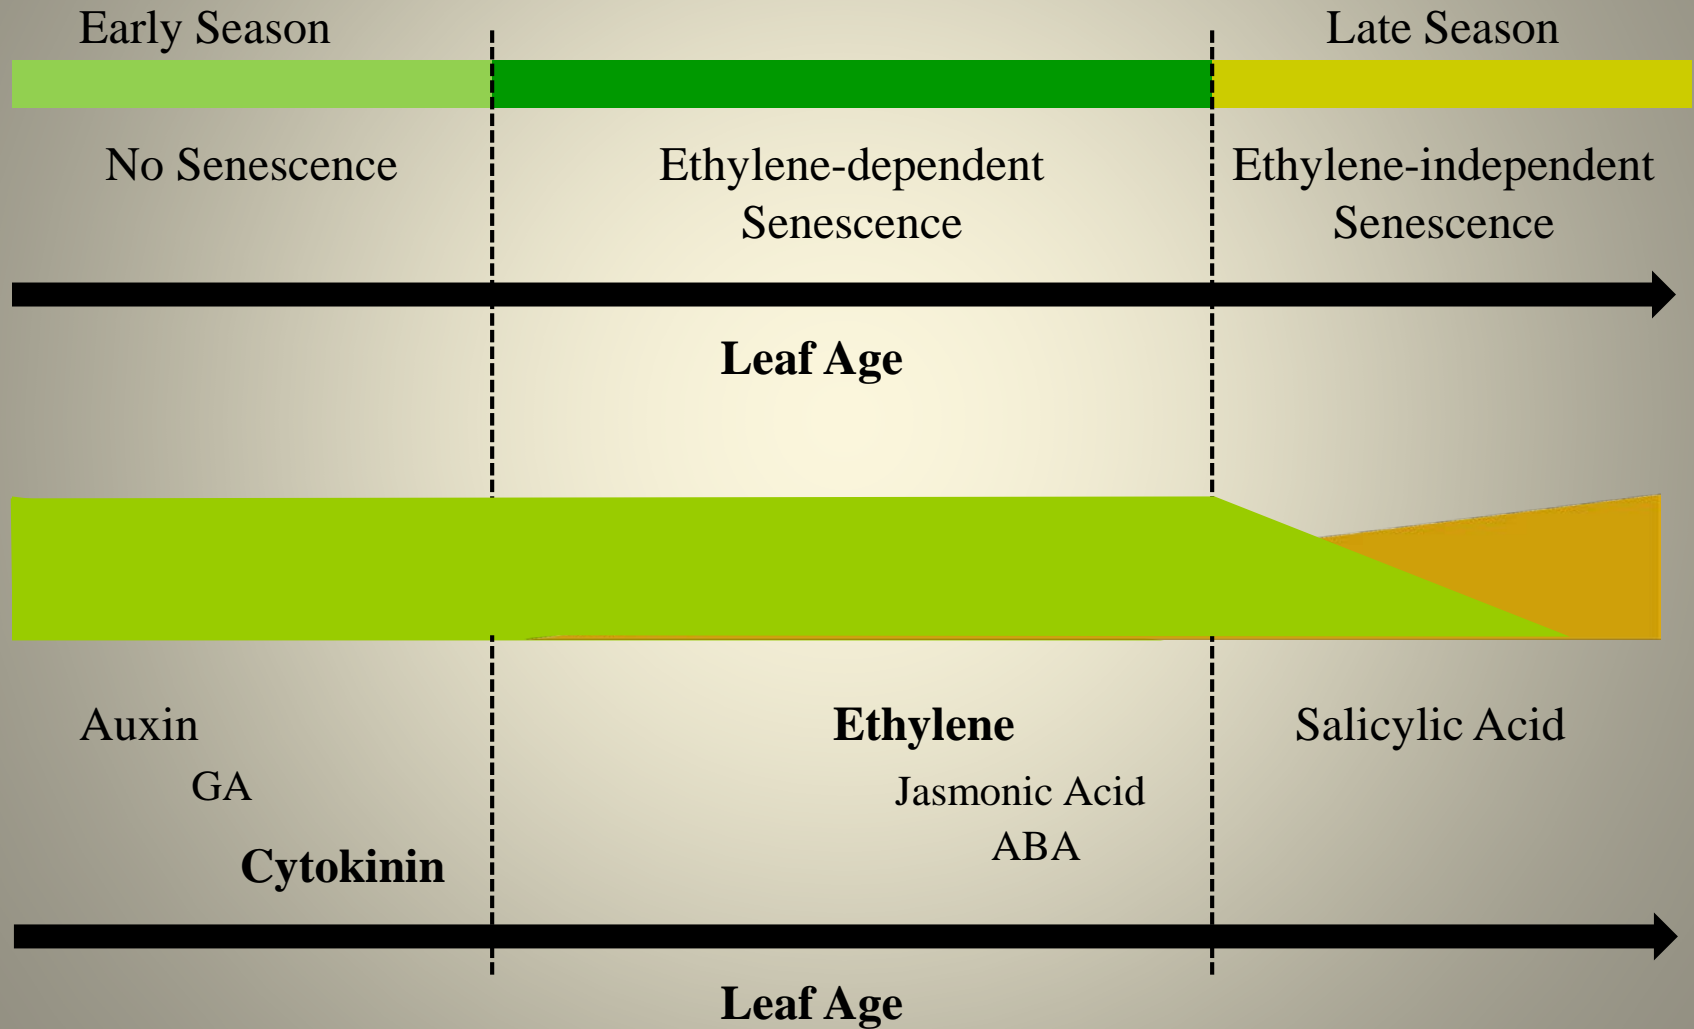 Early Season
Late Season
No Senescence
Ethylene-dependent
Senescence
Ethylene-independent
Senescence
Leaf Age
Auxin
GA
Cytokinin
Ethylene
Jasmonic Acid
ABA
Salicylic Acid
Leaf Age